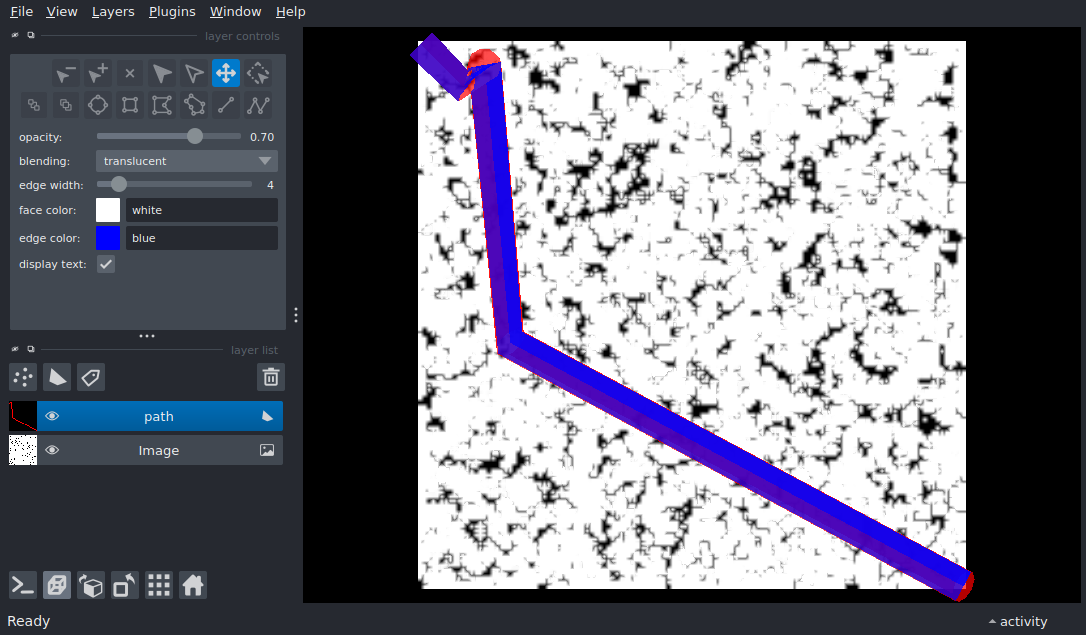 File View Layers Plugins Window Help
layer controls
opacity: 0.70
blending: translucent
edge width: 4
face color: white
edge color: blue
display text:
layer list
path
Image
Ready
activity